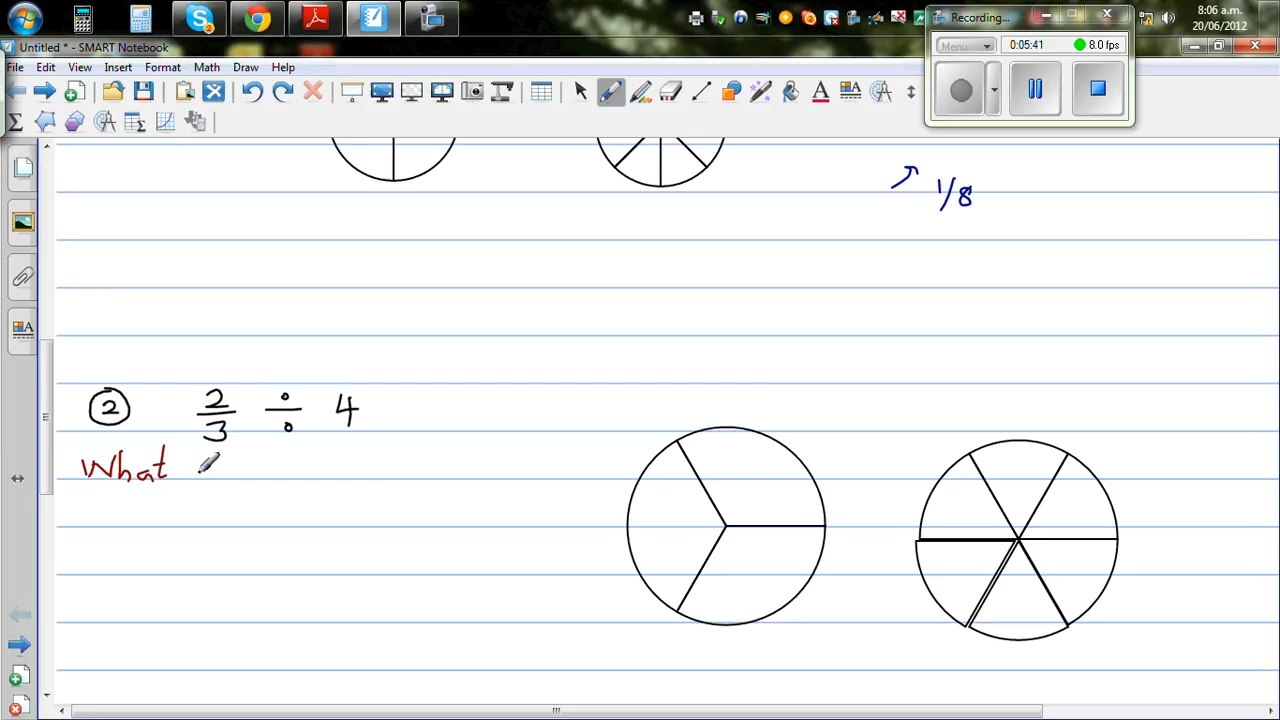 8:06 a.m.
20/06/2012
Recording...
Menu
0:05:41
8.0 fps
Untitled * - SMART Notebook
File Edit View Insert Format Math Draw Help
1/8
② 2/3 ÷ 4
What